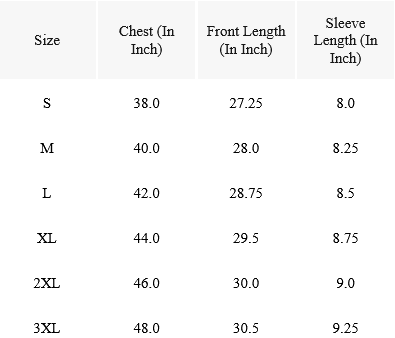 Size Chest (In Inch) Front Length (In Inch) Sleeve Length (In Inch)
S 38.0 27.25 8.0
M 40.0 28.0 8.25
L 42.0 28.75 8.5
XL 44.0 29.5 8.75
2XL 46.0 30.0 9.0
3XL 48.0 30.5 9.25